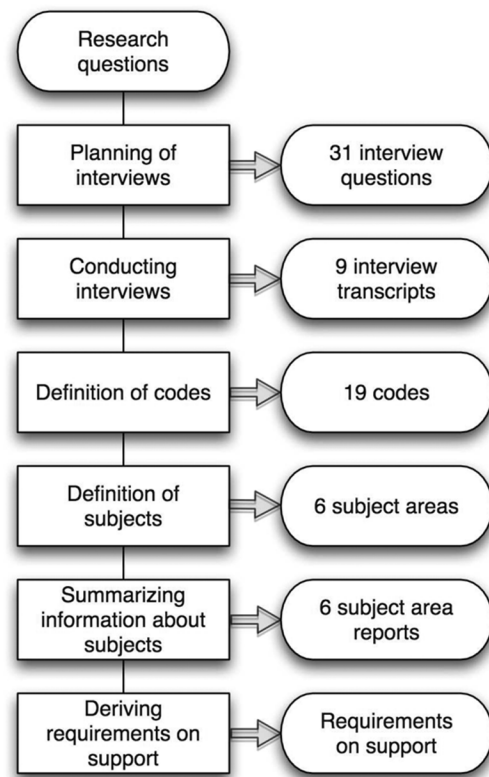 Research
questions
Planning of
interviews
31 interview
questions
Conducting
interviews
9 interview
transcripts
Definition of codes
19 codes
Definition of
subjects
6 subject areas
Summarizing
information about
subjects
6 subject area
reports
Deriving
requirements on
support
Requirements
on support